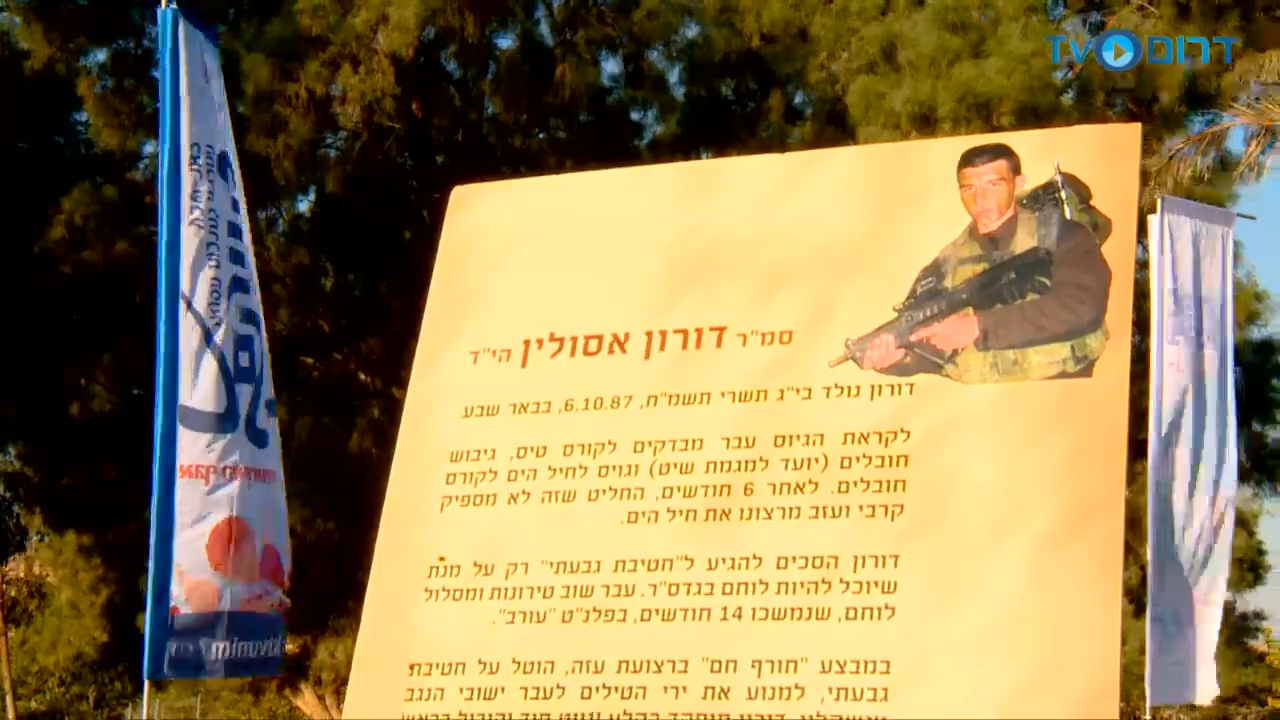 דרום TV
סמ"ר דורון אסולין הי"ד
דורון נולד בי"ג תשרי תשמ"ח, 6.10.87, בבאר שבע.
לקראת הגיוס עבר מבדקים לקורס טיס, גיבוש
חובלים (יועד למגמת שיט) וגויס לחיל הים לקורס
חובלים. לאחר 6 חודשים, החליט שזה לא מספיק
קרבי ועזב מרצונו את חיל הים.
דורון הסכים להגיע ל"חטיבת גבעתי" רק על מנת
שיוכל להיות לוחם בגדס"ר. עבר שוב טירונות ומסלול
לוחם, שנמשכו 14 חודשים, בפלנ"ט "עורב".
במבצע "חורף חם" ברצועת עזה, הוטל על חטיבת
גבעתי, למנוע את ירי הטילים לעבר ישובי הנגב